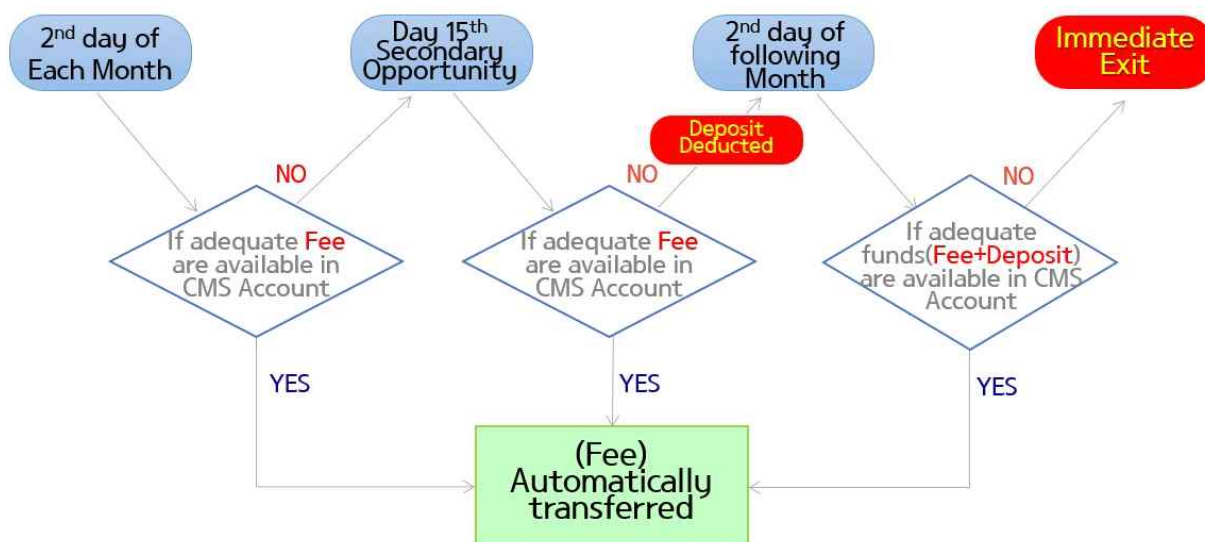 2nd day of
Each Month
Day 15th
Secondary
Opportunity
2nd day of
following
Month
Immediate
Exit
Deposit
Deducted
NO
NO
NO
If adequate Fee
are available in
CMS Account
If adequate Fee
are available in
CMS Account
If adequate
funds(Fee+Deposit)
are available in CMS
Account
YES
YES
YES
(Fee)
Automatically
transferred